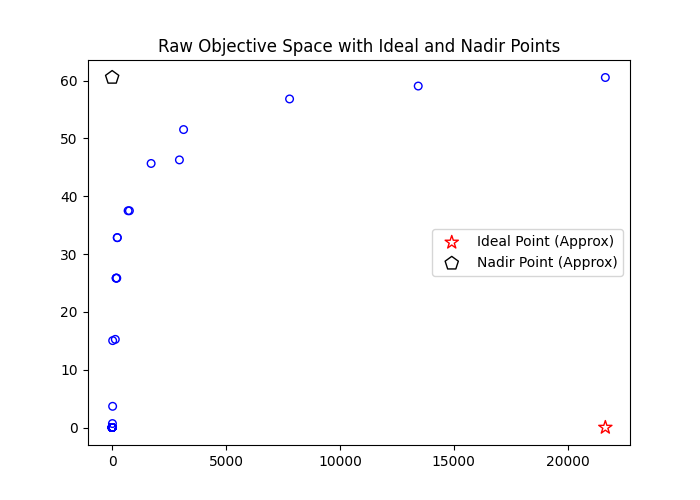 Raw Objective Space with Ideal and Nadir Points
60
50
40
30
20
10
0
Ideal Point (Approx)
Nadir Point (Approx)
0 5000 10000 15000 20000